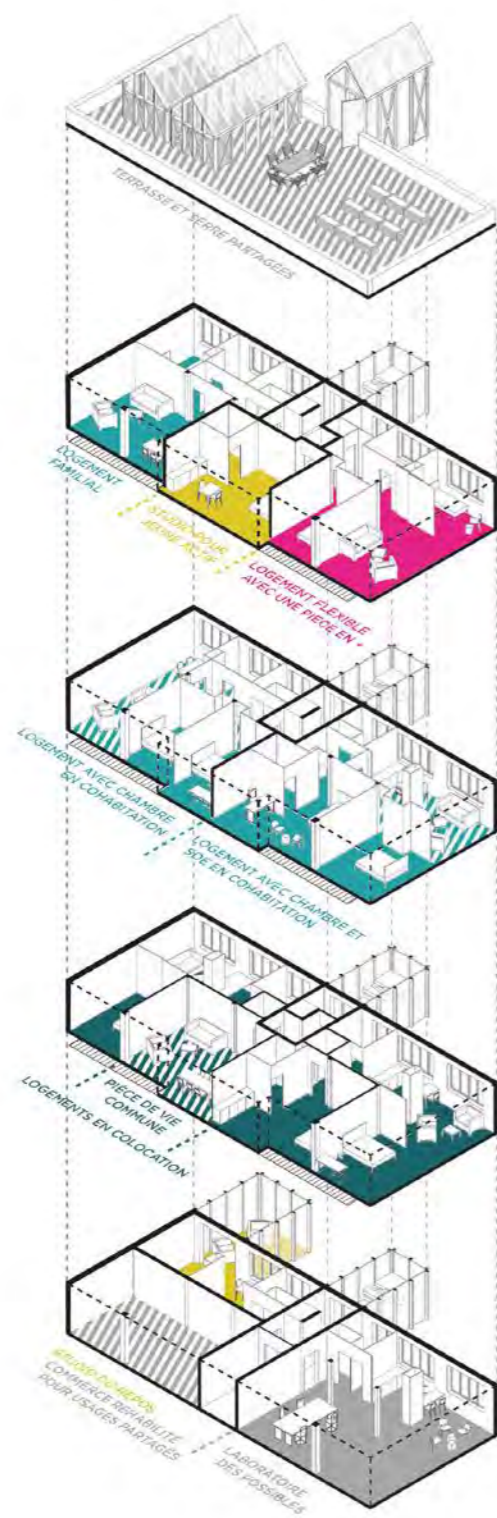 TERRASSE ET SERRE PARTAGÉES
LOGEMENT
FAMILIAL
STUDIO POUR
JEUNE ACTIF
LOGEMENT FLEXIBLE
AVEC UNE PIÈCE EN +
LOGEMENT AVEC CHAMBRE
EN COHABITATION
LOGEMENT AVEC CHAMBRE ET
SDE EN COHABITATION
PIÈCE DE VIE
COMMUNE
LOGEMENTS EN COLOCATION
STUDIO DU REPOS
COMMERCE RÉHABILITÉ
POUR USAGES PARTAGÉS
LABORATOIRE
DES POSSIBLES